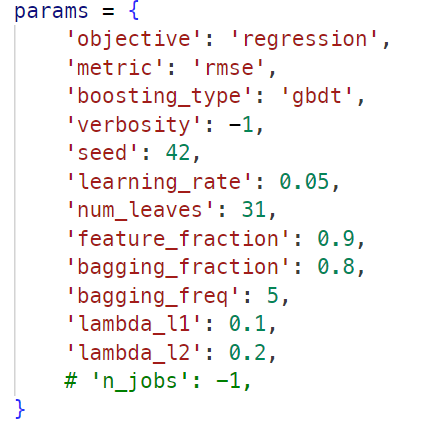 params = {
    'objective': 'regression',
    'metric': 'rmse',
    'boosting_type': 'gbdt',
    'verbosity': -1,
    'seed': 42,
    'learning_rate': 0.05,
    'num_leaves': 31,
    'feature_fraction': 0.9,
    'bagging_fraction': 0.8,
    'bagging_freq': 5,
    'lambda_l1': 0.1,
    'lambda_l2': 0.2,
    # 'n_jobs': -1,
}